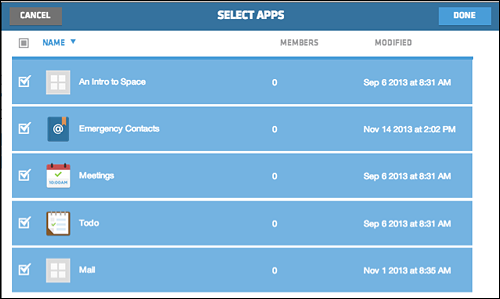 CANCEL SELECT APPS DONE
NAME ▼ MEMBERS MODIFIED
An Intro to Space 0 Sep 6 2013 at 8:31 AM
@ Emergency Contacts 0 Nov 14 2013 at 2:02 PM
10:00AM Meetings 0 Sep 6 2013 at 8:31 AM
Todo 0 Sep 6 2013 at 8:31 AM
Mail 0 Nov 1 2013 at 8:35 AM